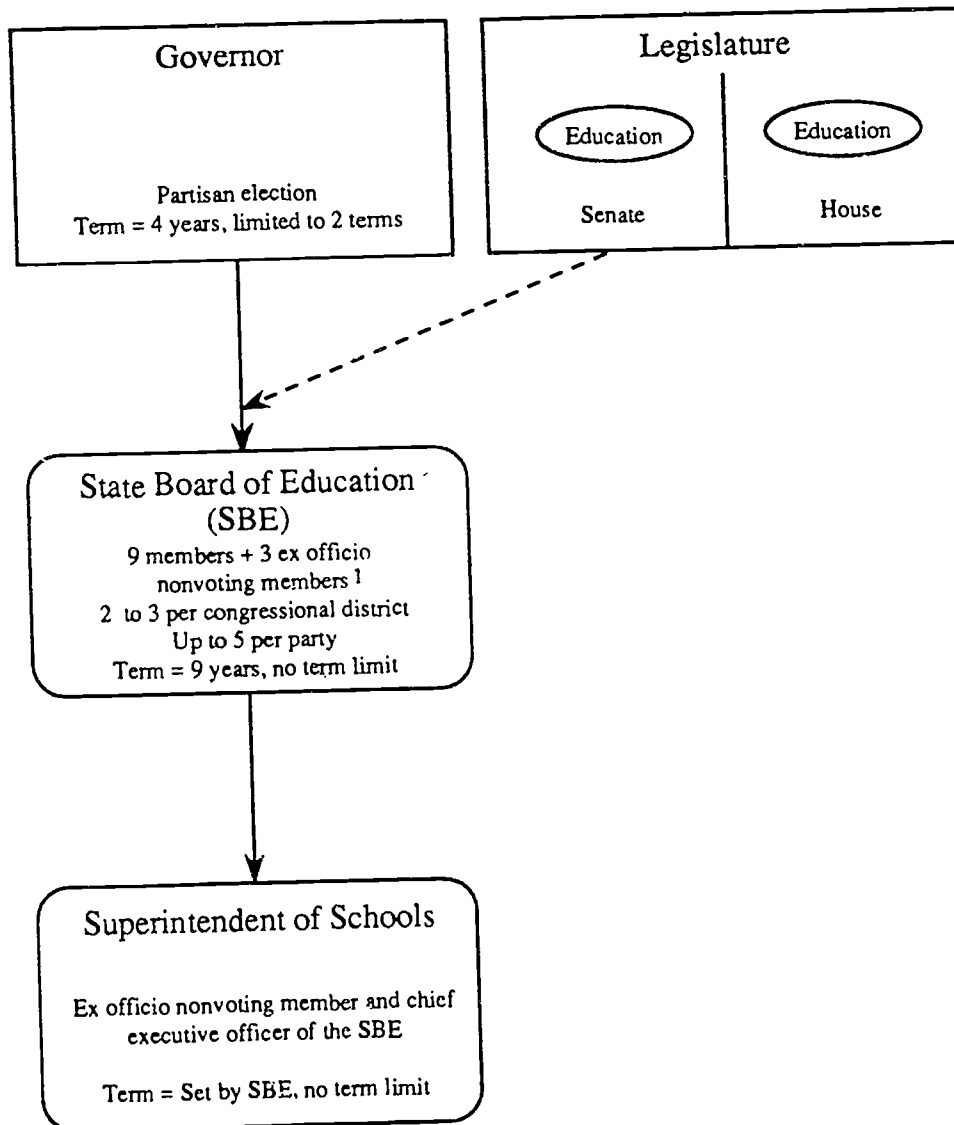 Governor
Partisan election
Term = 4 years, limited to 2 terms
Legislature
Education
Senate
Education
House
State Board of Education
(SBE)
9 members + 3 ex officio
nonvoting members 1
2 to 3 per congressional district
Up to 5 per party
Term = 9 years, no term limit
Superintendent of Schools
Ex officio nonvoting member and chief
executive officer of the SBE
Term = Set by SBE, no term limit